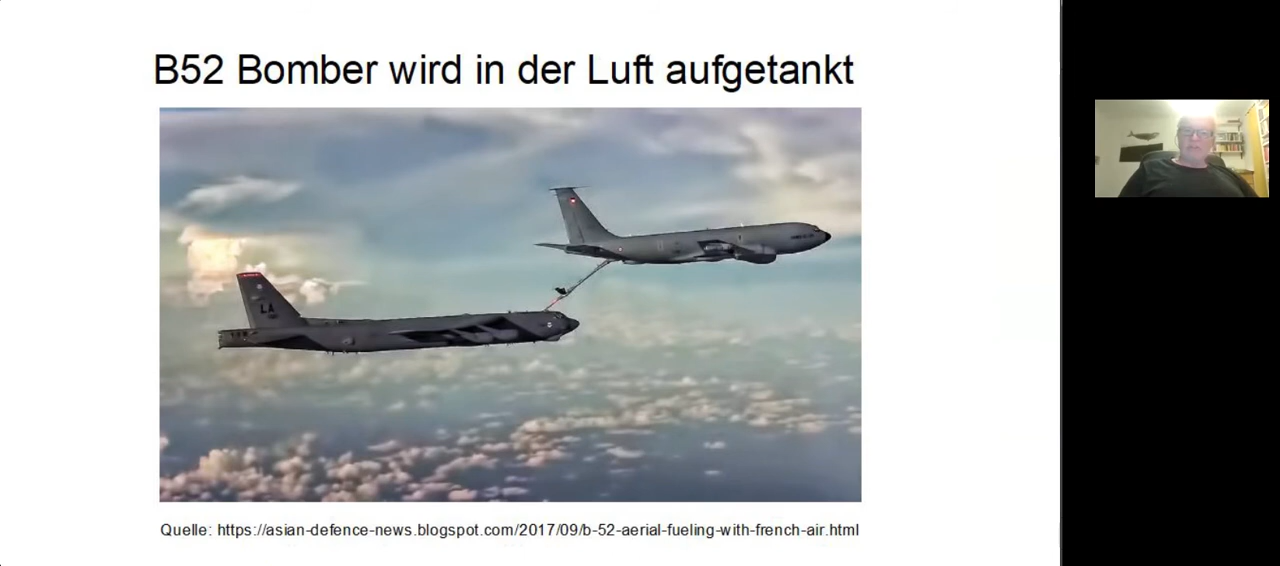 B52 Bomber wird in der Luft aufgetankt
LA
Quelle: https://asian-defence-news.blogspot.com/2017/09/b-52-aerial-fueling-with-french-air.html